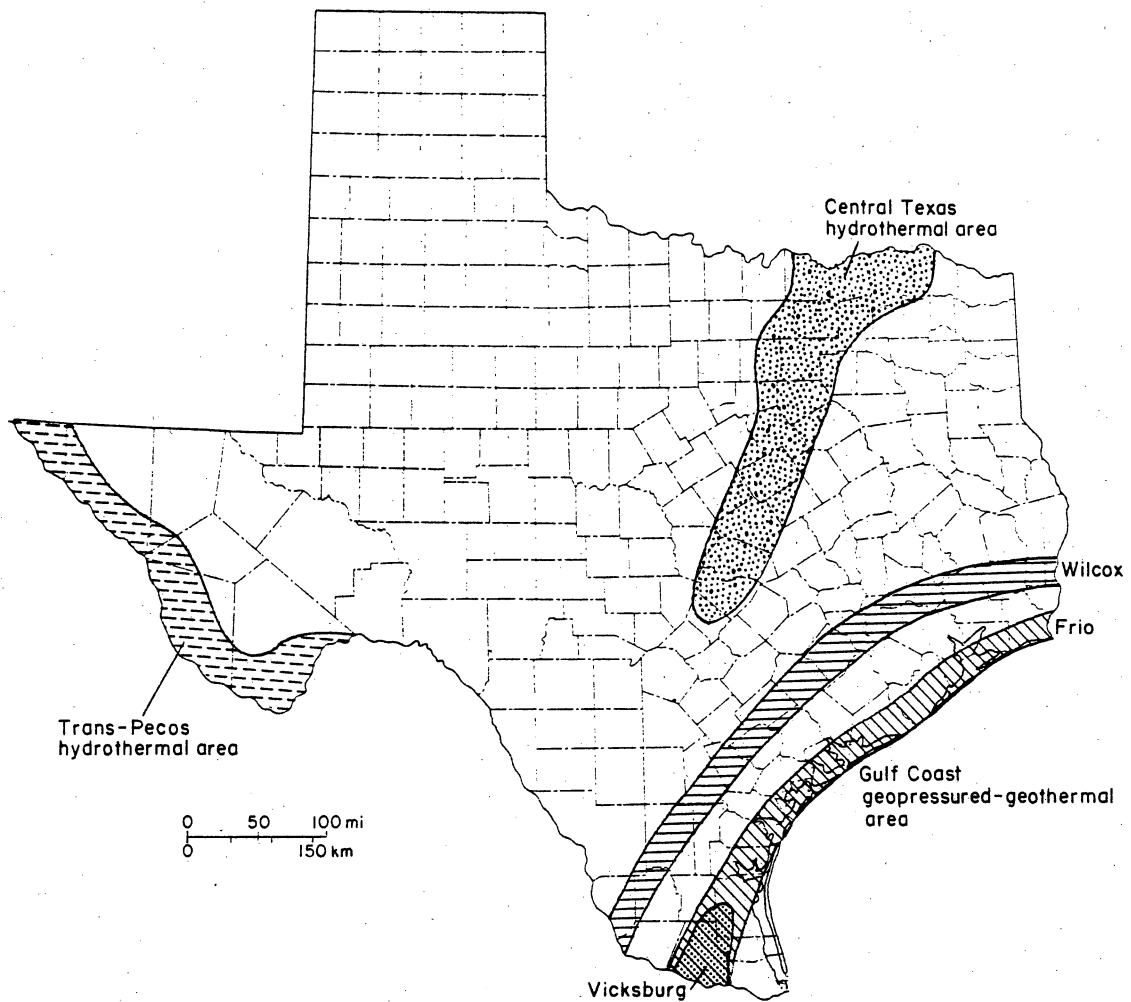 Central Texas
hydrothermal area
Wilcox
Frio
Trans-Pecos
hydrothermal area
Gulf Coast
geopressured-geothermal
area
0 50 100 mi
0 150 km
Vicksburg